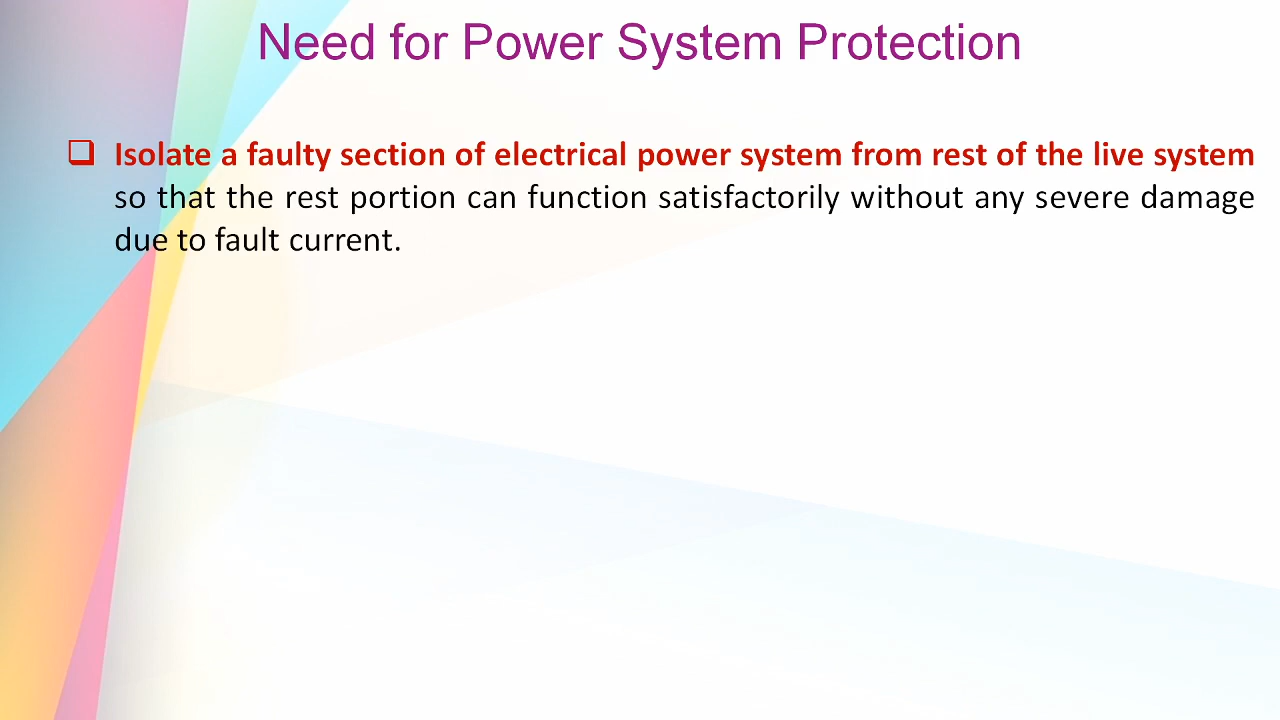 Need for Power System Protection
❑ Isolate a faulty section of electrical power system from rest of the live system
so that the rest portion can function satisfactorily without any severe damage
due to fault current.